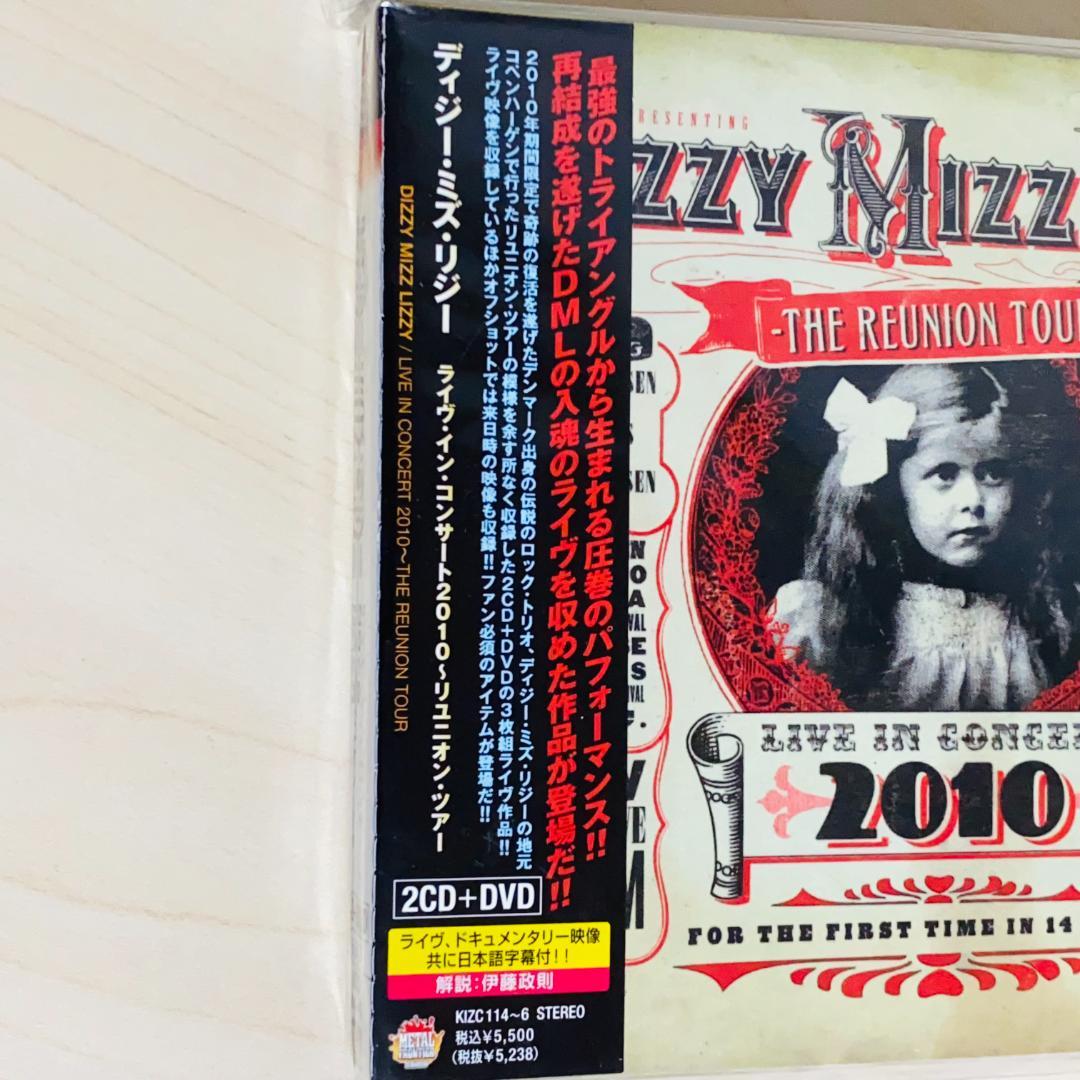 最強のトライアングルから生まれる圧巻のパフォーマンス!!
再結成を遂げたDMLの入魂のライヴを収めた作品が登場だ!!
2010年期間限定で奇跡の復活を遂げたデンマーク出身の伝説のロック・トリオ、ディジー・ミズ・リジーの地元
コペンハーゲンで行ったリユニオン・ツアーの模様を余す所なく収録した2CD+DVDの3枚組ライヴ作品!!
ライヴ映像を収録しているほかオフショットでは来日時の映像も収録!!ファン必須のアイテムが登場だ!!
ディジー・ミズ・リジー ライヴ・イン・コンサート2010〜リユニオン・ツアー
DIZZY MIZZ LIZZY / LIVE IN CONCERT 2010〜THE REUNION TOUR
2CD+DVD
ライヴ、ドキュメンタリー映像
共に日本語字幕付!!
解説:伊藤政則
KIZC114~6 STEREO
税込¥5,500
(税抜¥5,238)
METAL
FRONTIER
RESENTING
ZZY MIZZ
-THE REUNION TOU
LIVE IN CONCE
2010
FOR THE FIRST TIME IN 14
POP
POP